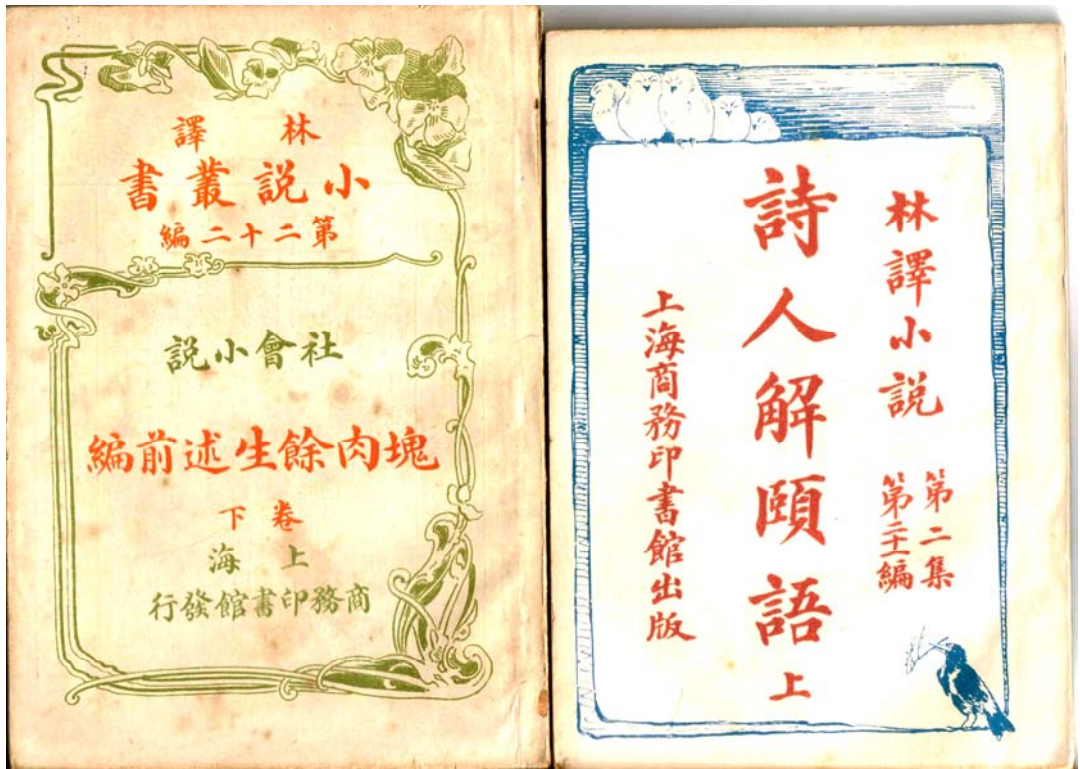 林譯
小說叢書
第二十二編
社會小說
塊肉餘生述前編
卷下
上海
商務印書館發行
林譯小說
第二集
第二十一編
詩人解頤語上
上海商務印書館出版